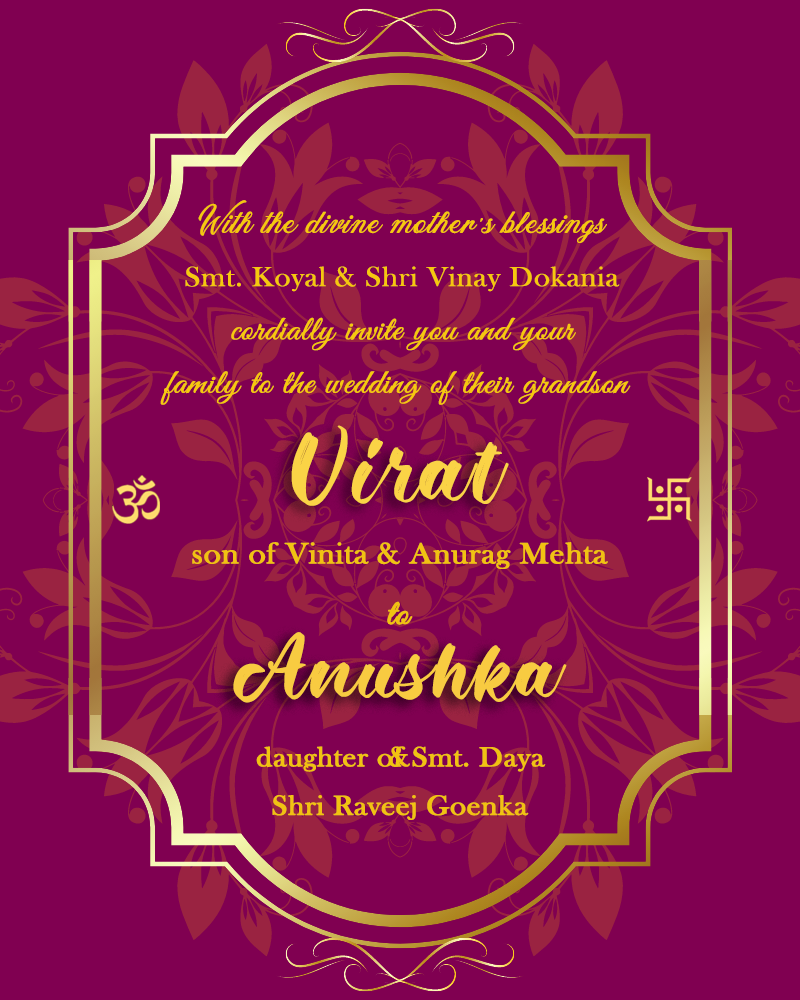 With the divine mother's blessings
Smt. Koyal & Shri Vinay Dokania
cordially invite you and your
family to the wedding of their grandson
Virat
ॐ
son of Vinita & Anurag Mehta
to
Anushka
daughter of & Smt. Daya
Shri Raveej Goenka